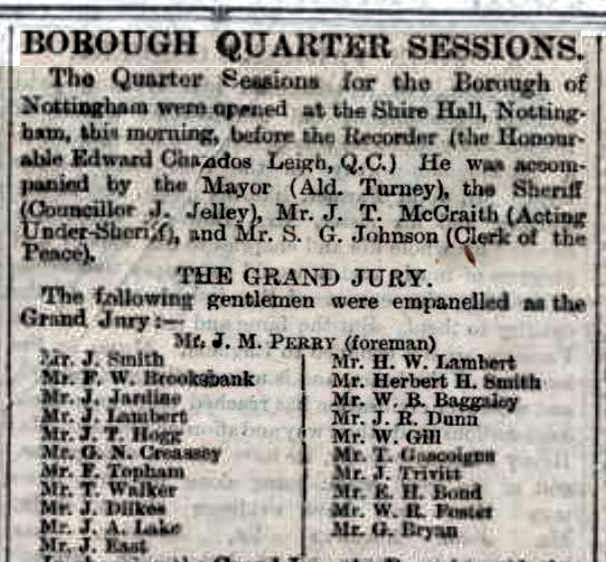 BOROUGH QUARTER SESSIONS.
The Quarter Sessions for the Borough of
Nottingham were opened at the Shire Hall, Notting-
ham, this morning, before the Recorder (the Honour-
able Edward Chandos Leigh, Q.C.) He was accom-
panied by the Mayor (Ald. Turney), the Sheriff
(Councillor J. Jelley), Mr. J. T. McCraith (Acting
Under-Sheriff), and Mr. S. G. Johnson (Clerk of the
Peace).
THE GRAND JURY.
The following gentlemen were empanelled as the
Grand Jury:—
Mr. J. M. PERRY (foreman)
Mr. J. Smith
Mr. F. W. Brooksbank
Mr. J. Jardine
Mr. J. Lambert
Mr. J. T. Hogg
Mr. G. N. Creassey
Mr. F. Topham
Mr. T. Walker
Mr. J. Dilkes
Mr. J. A. Lake
Mr. J. East
Mr. H. W. Lambert
Mr. Herbert H. Smith
Mr. W. B. Baggaley
Mr. J. R. Dunn
Mr. W. Gill
Mr. T. Gascoigne
Mr. J. Trivitt
Mr. E. H. Bond
Mr. W. R. Foster
Mr. G. Bryan